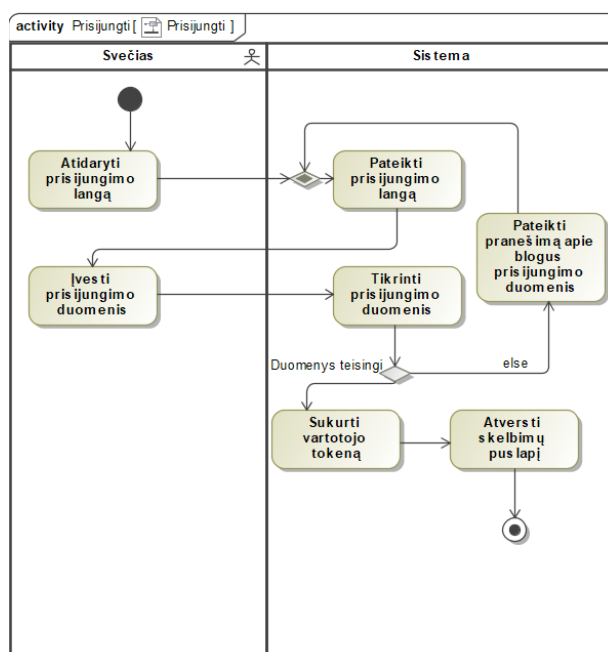 activity Prisijungti [ Prisijungti ]
Svečias
Sistema
Atidaryti
prisijungimo
langą
Pateikti
prisijungimo
langą
Pateikti
pranešimą apie
blogus
prisijungimo
duomenis
Įvesti
prisijungimo
duomenis
Tikrinti
prisijungimo
duomenis
Duomenys teisingi
else
Sukurti
vartotojo
tokeną
Atversti
skelbimų
puslapį